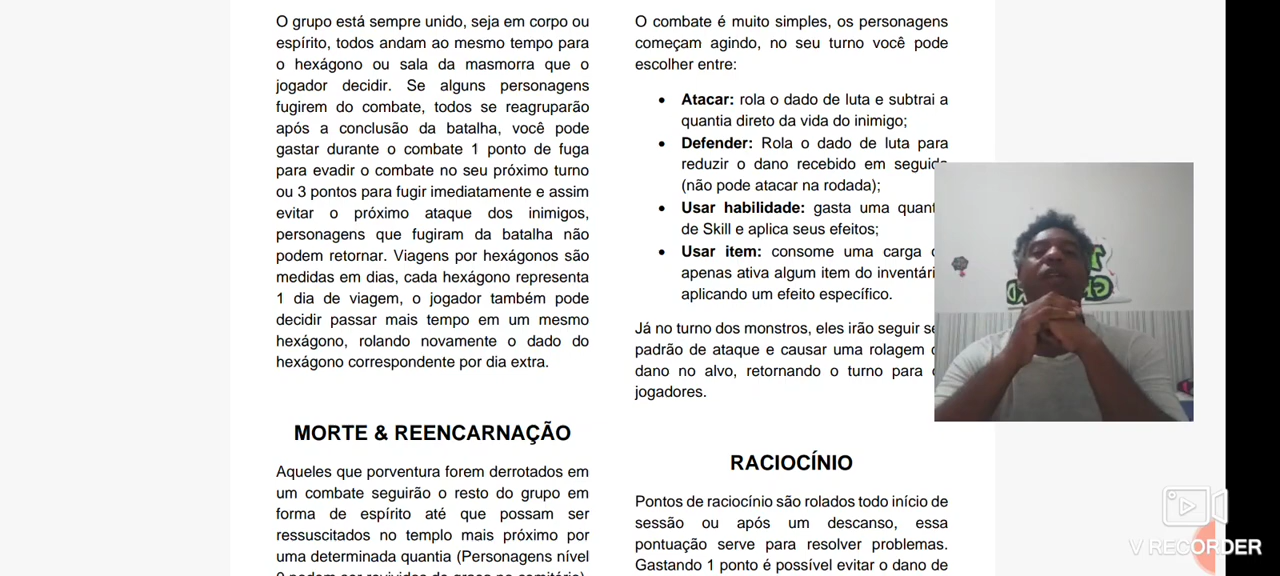 O grupo está sempre unido, seja em corpo ou
espírito, todos andam ao mesmo tempo para
o hexágono ou sala da masmorra que o
jogador decidir. Se alguns personagens
fugirem do combate, todos se reagruparão
após a conclusão da batalha, você pode
gastar durante o combate 1 ponto de fuga
para evadir o combate no seu próximo turno
ou 3 pontos para fugir imediatamente e assim
evitar o próximo ataque dos inimigos,
personagens que fugiram da batalha não
podem retornar. Viagens por hexágonos são
medidas em dias, cada hexágono representa
1 dia de viagem, o jogador também pode
decidir passar mais tempo em um mesmo
hexágono, rolando novamente o dado do
hexágono correspondente por dia extra.
MORTE & REENCARNAÇÃO
Aqueles que porventura forem derrotados em
um combate seguirão o resto do grupo em
forma de espírito até que possam ser
ressuscitados no templo mais próximo por
uma determinada quantia (Personagens nível
O combate é muito simples, os personagens
começam agindo, no seu turno você pode
escolher entre:
• Atacar: rola o dado de luta e subtrai a
quantia direto da vida do inimigo;
• Defender: Rola o dado de luta para
reduzir o dano recebido em seguida
(não pode atacar na rodada);
• Usar habilidade: gasta uma
de Skill e aplica seus efeitos;
• Usar item: consome uma carga
apenas ativa algum item do
aplicando um efeito específico.
Já no turno dos monstros, eles irão seguir
padrão de ataque e causar uma rolagem
dano no alvo, retornando o turno para
jogadores.
RACIOCÍNIO
Pontos de raciocínio são rolados todo início de
sessão ou após um descanso, essa
pontuação serve para resolver problemas.
Gastando 1 ponto é possível evitar o dano de
V RECORDER